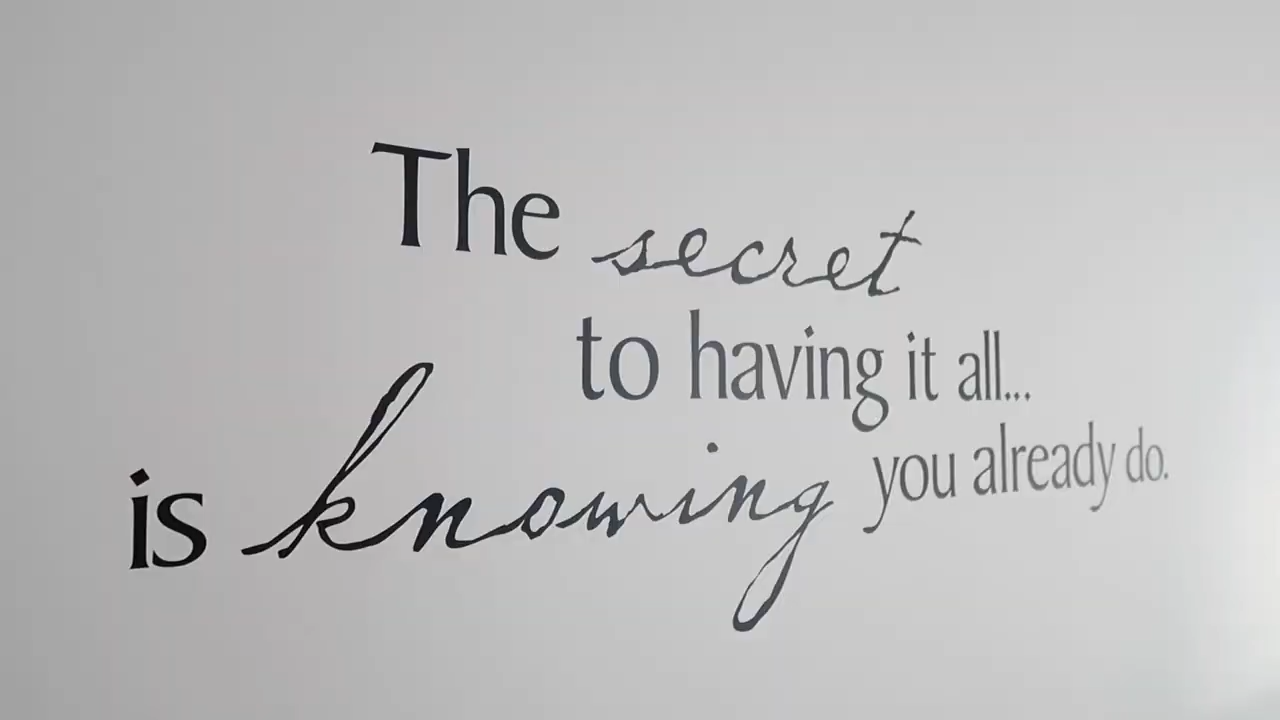 The secret
to having it all...
is knowing you already do.